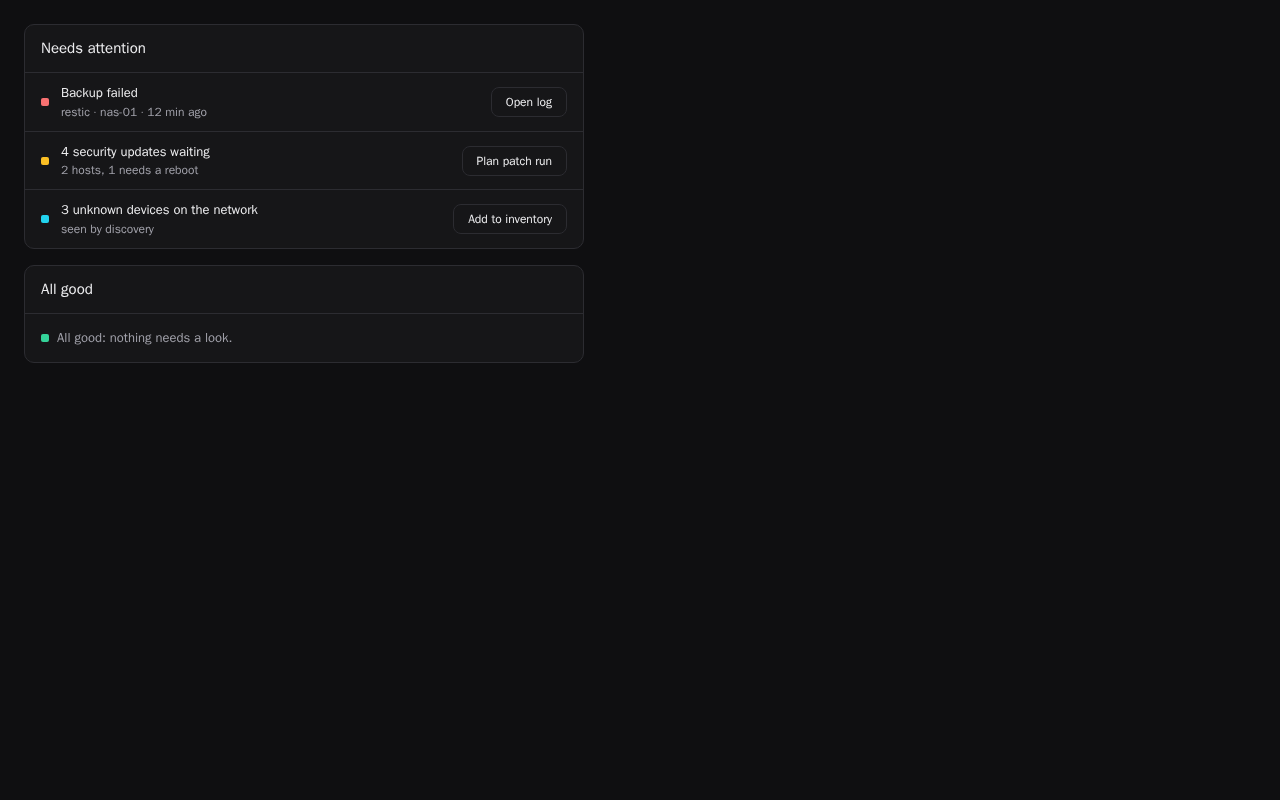 Needs attention
Backup failed
restic · nas-01 · 12 min ago
Open log
4 security updates waiting
2 hosts, 1 needs a reboot
Plan patch run
3 unknown devices on the network
seen by discovery
Add to inventory
All good
All good: nothing needs a look.